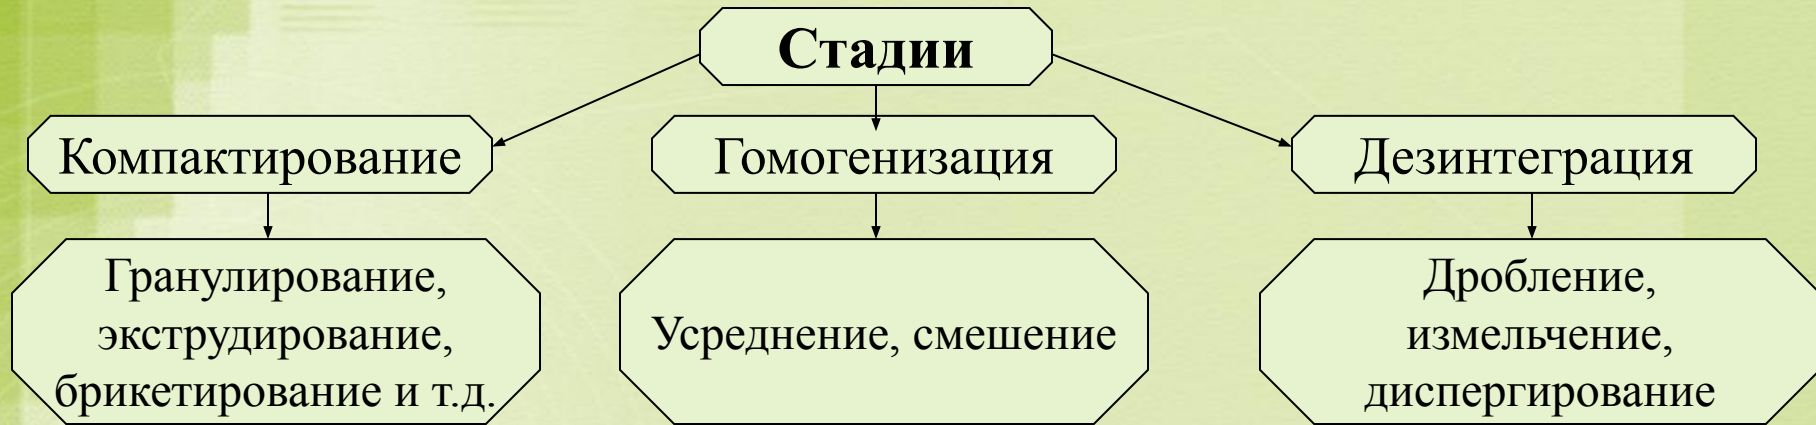 Стадии
Компактирование
Гомогенизация
Дезинтеграция
Гранулирование,
экструдирование,
брикетирование и т.д.
Усреднение, смешение
Дробление,
измельчение,
диспергирование